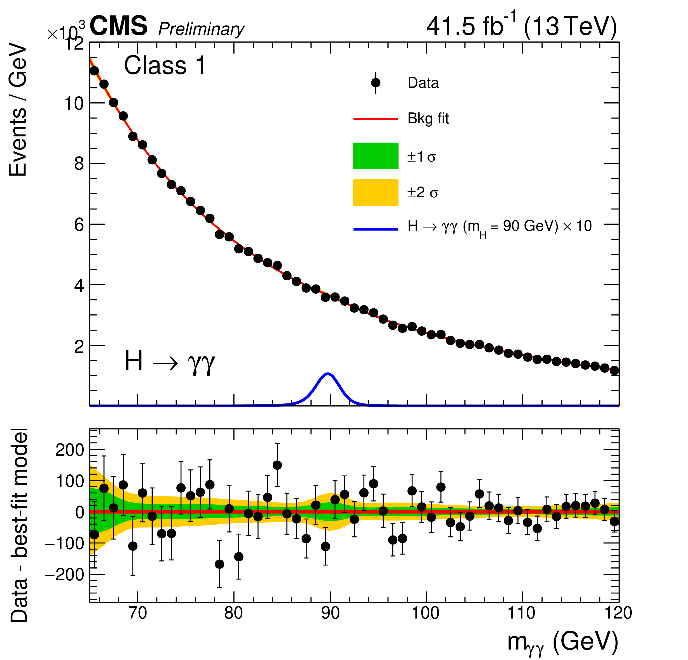 ×10³ CMS Preliminary 41.5 fb⁻¹ (13 TeV)
Events / GeV
12
10
8
6
4
2
Class 1
Data
Bkg fit
±1 σ
±2 σ
H → γγ (m_H = 90 GeV) × 10
H → γγ
Data - best-fit model
200
100
0
−100
−200
70 80 90 100 110 120
m_γγ (GeV)